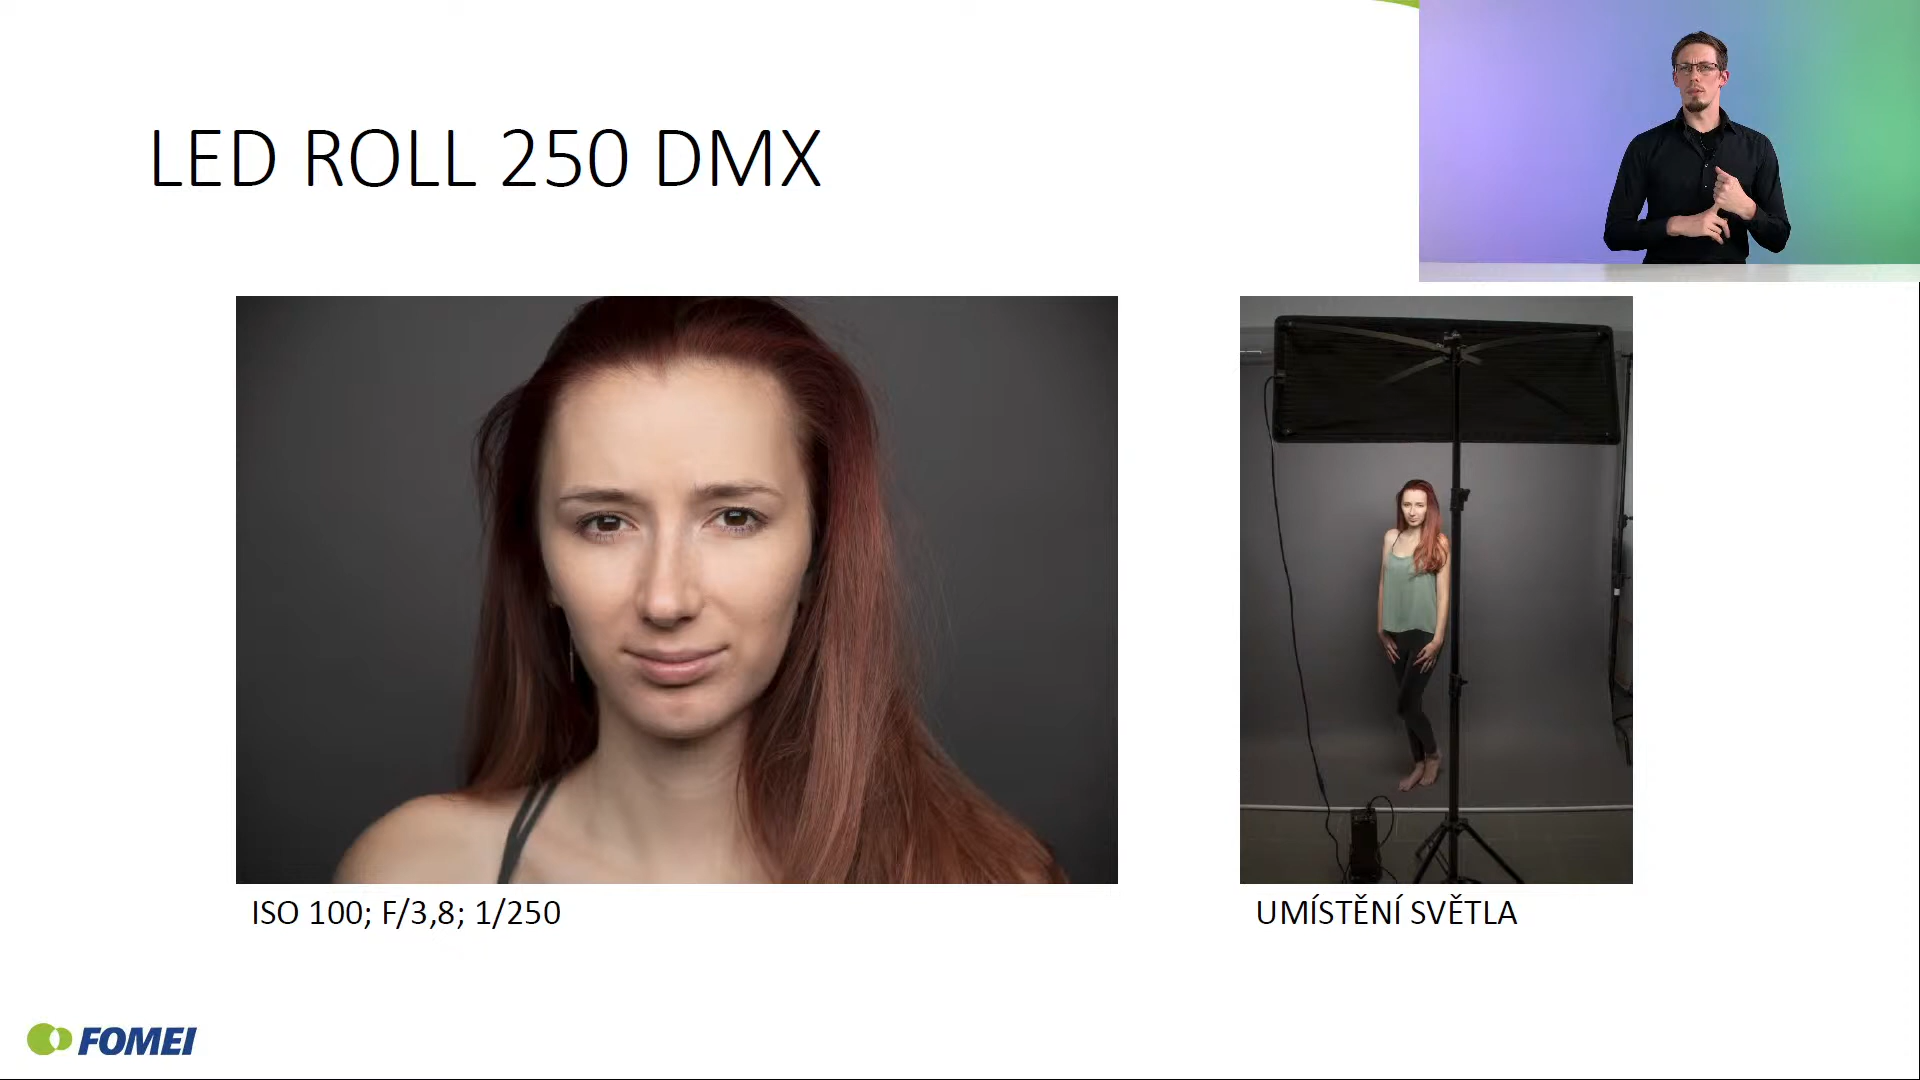 LED ROLL 250 DMX
ISO 100; F/3,8; 1/250
UMÍSTĚNÍ SVĚTLA
FOMEI